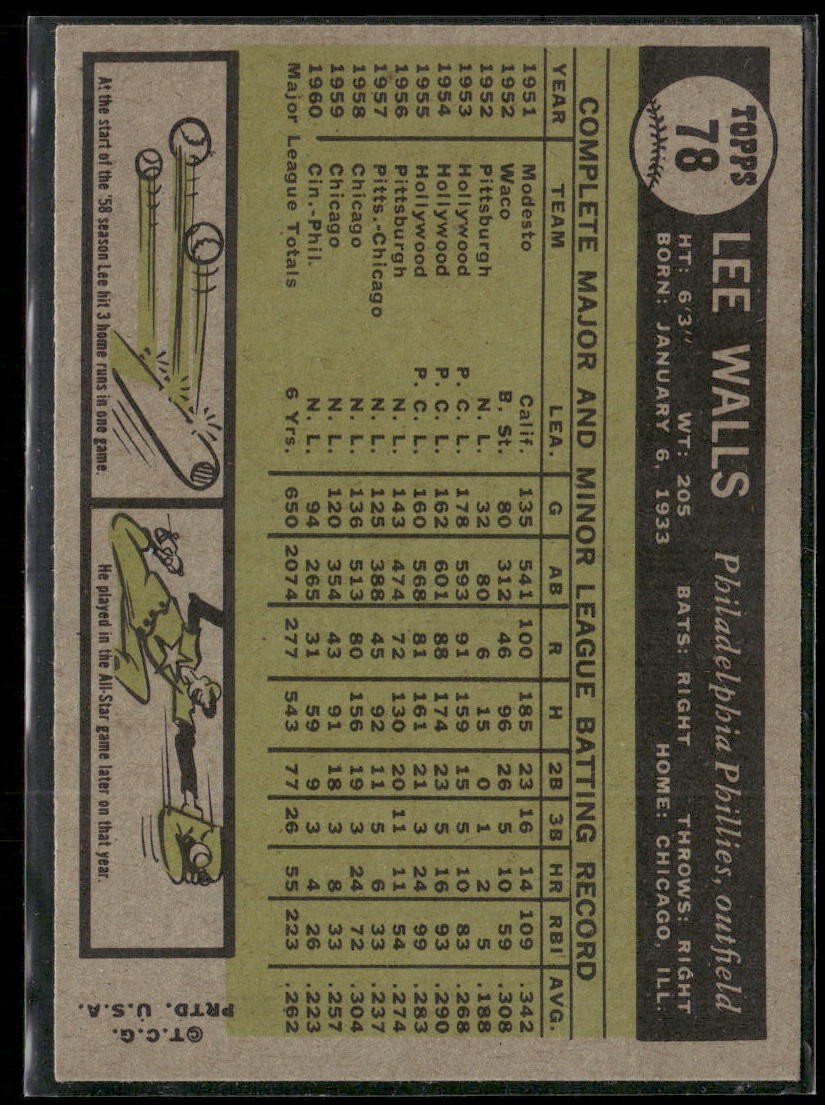 TOPPS
78
LEE WALLS Philadelphia Phillies, outfield
HT: 6'3" WT: 205 BATS: RIGHT THROWS: RIGHT
BORN: JANUARY 6, 1933 HOME: CHICAGO, ILL.
COMPLETE MAJOR AND MINOR LEAGUE BATTING RECORD
YEAR TEAM LEA. G AB R H 2B 3B HR RBI AVG.
1951 Modesto Calif. 135 541 100 185 23 16 14 109 .342
1952 Waco B. St. 80 312 46 96 26 5 10 59 .308
1952 Pittsburgh N. L. 32 80 6 15 0 1 2 5 .188
1953 Hollywood P. C. L. 178 593 91 159 15 5 10 83 .268
1954 Hollywood P. C. L. 162 601 88 174 23 5 16 93 .290
1955 Hollywood P. C. L. 160 568 81 161 21 3 24 99 .283
1956 Pittsburgh N. L. 143 474 72 130 20 11 11 54 .274
1957 Pitts.-Chicago N. L. 125 388 45 92 11 5 6 33 .237
1958 Chicago N. L. 136 513 80 156 19 3 24 72 .304
1959 Chicago N. L. 120 354 43 91 18 3 8 33 .257
1960 Cin.-Phil. N. L. 94 265 31 59 9 3 4 26 .223
Major League Totals 6 Yrs. 650 2074 277 543 77 26 55 223 .262
At the start of the '58 season Lee hit 3 home runs in one game.
He played in the All-Star game later on that year.
©T.C.G.
PRTD. U.S.A.